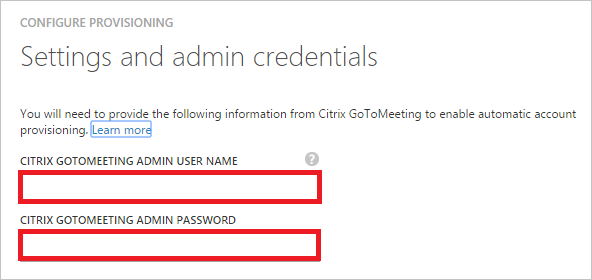 CONFIGURE PROVISIONING
Settings and admin credentials
You will need to provide the following information from Citrix GoToMeeting to enable automatic account
provisioning. Learn more
CITRIX GOTOMEETING ADMIN USER NAME ?
CITRIX GOTOMEETING ADMIN PASSWORD